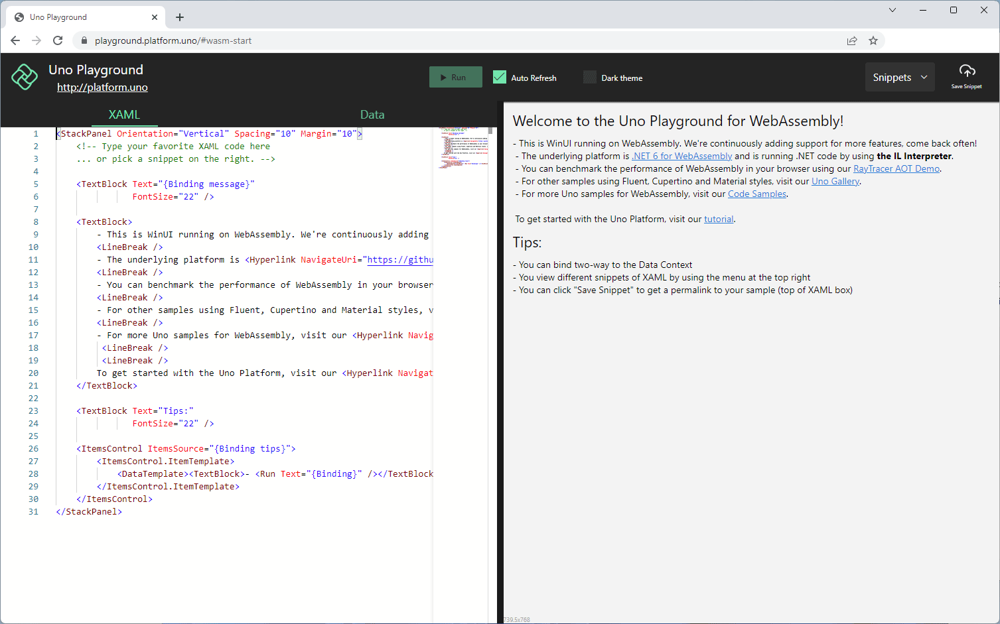 Uno Playground
playground.platform.uno/#wasm-start
Uno Playground
http://platform.uno
Run
Auto Refresh
Dark theme
Snippets
Save Snippet
XAML
Data
1 <StackPanel Orientation="Vertical" Spacing="10" Margin="10">
2 <!-- Type your favorite XAML code here
3 ... or pick a snippet on the right. -->
4
5 <TextBlock Text="{Binding message}"
6 FontSize="22" />
7
8 <TextBlock>
9 - This is WinUI running on WebAssembly. We're continuously adding
10 <LineBreak />
11 - The underlying platform is <Hyperlink NavigateUri="https://githu
12 <LineBreak />
13 - You can benchmark the performance of WebAssembly in your browser
14 <LineBreak />
15 - For other samples using Fluent, Cupertino and Material styles, v
16 <LineBreak />
17 - For more Uno samples for WebAssembly, visit our <Hyperlink Navig
18 <LineBreak />
19 <LineBreak />
20 To get started with the Uno Platform, visit our <Hyperlink Navigat
21 </TextBlock>
22
23 <TextBlock Text="Tips:"
24 FontSize="22" />
25
26 <ItemsControl ItemsSource="{Binding tips}">
27 <ItemsControl.ItemTemplate>
28 <DataTemplate><TextBlock>- <Run Text="{Binding}" /></TextBlock
29 </ItemsControl.ItemTemplate>
30 </ItemsControl>
31 </StackPanel>
Welcome to the Uno Playground for WebAssembly!
- This is WinUI running on WebAssembly. We're continuously adding support for more features, come back often!
- The underlying platform is .NET 6 for WebAssembly and is running .NET code by using the IL Interpreter.
- You can benchmark the performance of WebAssembly in your browser using our RayTracer AOT Demo.
- For other samples using Fluent, Cupertino and Material styles, visit our Uno Gallery.
- For more Uno samples for WebAssembly, visit our Code Samples.
To get started with the Uno Platform, visit our tutorial.
Tips:
- You can bind two-way to the Data Context
- You view different snippets of XAML by using the menu at the top right
- You can click "Save Snippet" to get a permalink to your sample (top of XAML box)
739.5x768